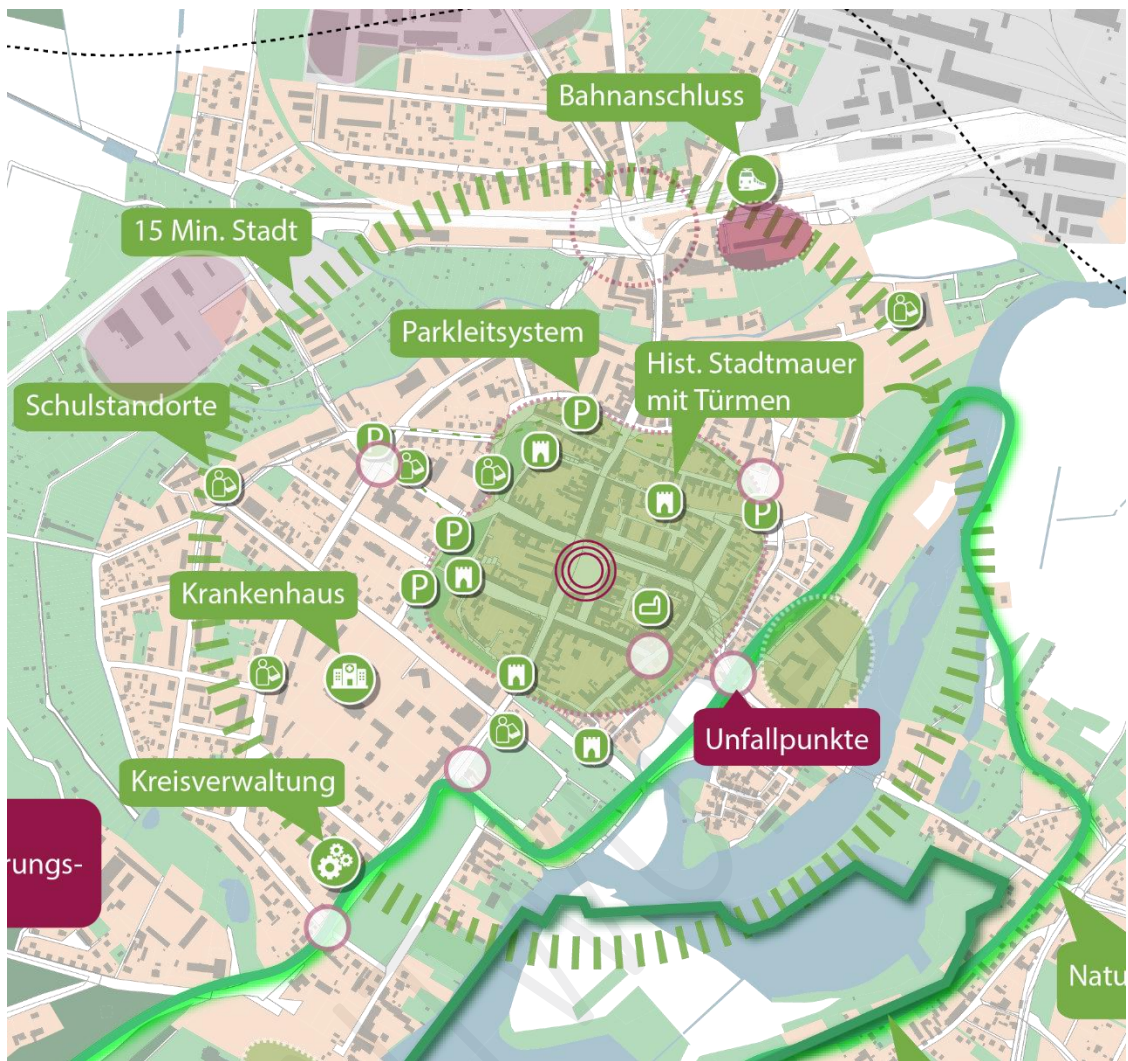 Bahnanschluss
15 Min. Stadt
Parkleitsystem
Hist. Stadtmauer
mit Türmen
Schulstandorte
P
P
P
P
P
Krankenhaus
Unfallpunkte
Kreisverwaltung
rungs-
Natu